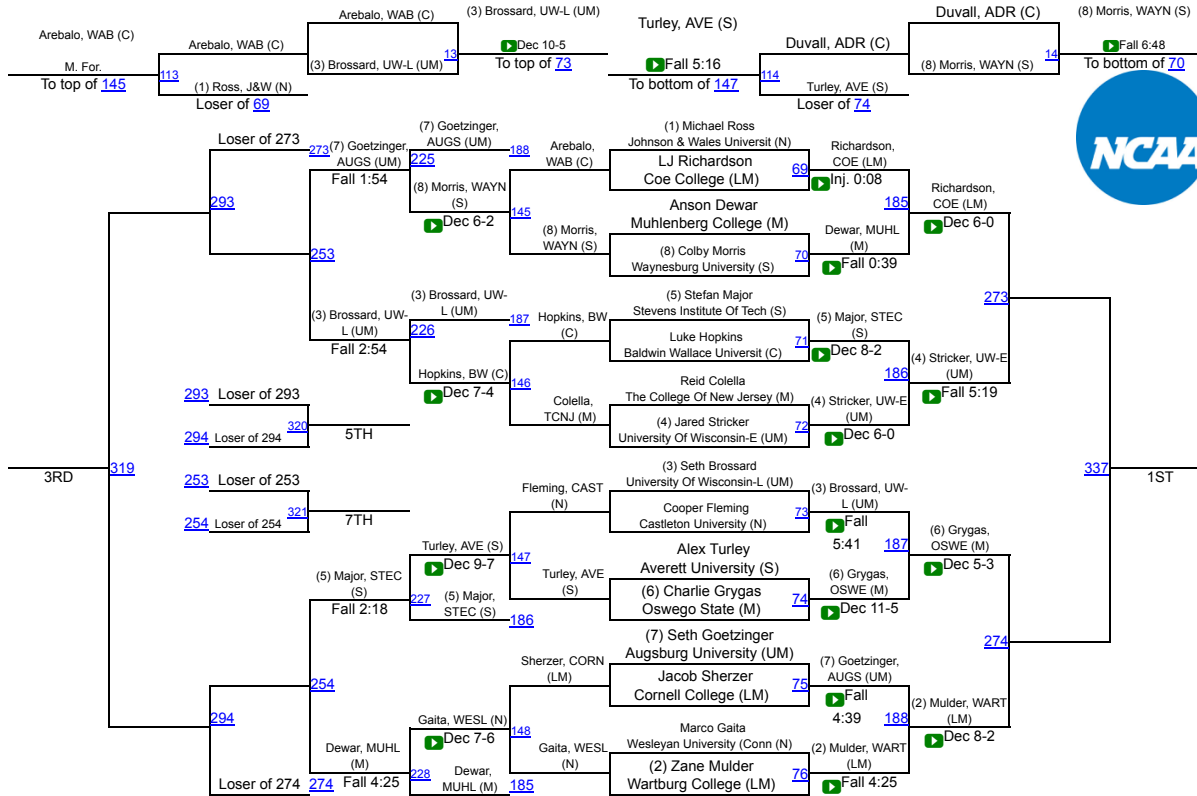 Arebalo, WAB (C)
M. For.
To top of 145
Arebalo, WAB (C)
113
(1) Ross, J&W (N)
Loser of 69
Arebalo, WAB (C)
(3) Brossard, UW-L (UM)
13
(3) Brossard, UW-L (UM)
Dec 10-5
To top of 73
Turley, AVE (S)
Fall 5:16
To bottom of 147
Duvall, ADR (C)
114
Turley, AVE (S)
Loser of 74
Duvall, ADR (C)
(8) Morris, WAYN (S)
14
(8) Morris, WAYN (S)
Fall 6:48
To bottom of 70
NCAA
Loser of 273
273
293
(7) Goetzinger,
AUGS (UM)
Fall 1:54
253
(7) Goetzinger,
AUGS (UM)
188
225
(8) Morris, WAYN
(S)
Dec 6-2
Arebalo,
WAB (C)
145
(8) Morris,
WAYN (S)
(1) Michael Ross
Johnson & Wales Universit (N)
LJ Richardson
Coe College (LM)
69
Richardson,
COE (LM)
Inj. 0:08
Anson Dewar
Muhlenberg College (M)
(8) Colby Morris
Waynesburg University (S)
70
Dewar, MUHL
(M)
Fall 0:39
185
Richardson,
COE (LM)
Dec 6-0
273
(3) Brossard, UW-
L (UM)
Fall 2:54
(3) Brossard, UW-
L (UM)
187
226
Hopkins, BW (C)
Dec 7-4
Hopkins, BW
(C)
146
Colella,
TCNJ (M)
(5) Stefan Major
Stevens Institute Of Tech (S)
Luke Hopkins
Baldwin Wallace Universit (C)
71
(5) Major, STEC
(S)
Dec 8-2
Reid Colella
The College Of New Jersey (M)
(4) Jared Stricker
University Of Wisconsin-E (UM)
72
(4) Stricker, UW-E
(UM)
Dec 6-0
186
(4) Stricker, UW-E
(UM)
Fall 5:19
293 Loser of 293
294 Loser of 294
320
5TH
3RD
319
253 Loser of 253
254 Loser of 254
321
7TH
337
1ST
Fleming, CAST
(N)
147
Turley, AVE
(S)
Turley, AVE (S)
Dec 9-7
227
(5) Major,
STEC (S)
186
(5) Major, STEC
(S)
Fall 2:18
(3) Seth Brossard
University Of Wisconsin-L (UM)
Cooper Fleming
Castleton University (N)
73
(3) Brossard, UW-
L (UM)
Fall
5:41
Alex Turley
Averett University (S)
(6) Charlie Grygas
Oswego State (M)
74
(6) Grygas,
OSWE (M)
Dec 11-5
187
(6) Grygas,
OSWE (M)
Dec 5-3
274
254
294
Loser of 274
274
Dewar, MUHL
(M)
Fall 4:25
Gaita, WESL (N)
Dec 7-6
228
Dewar,
MUHL (M)
185
Sherzer, CORN
(LM)
148
Gaita, WESL
(N)
(7) Seth Goetzinger
Augsburg University (UM)
Jacob Sherzer
Cornell College (LM)
75
(7) Goetzinger,
AUGS (UM)
Fall
4:39
Marco Gaita
Wesleyan University (Conn (N)
(2) Zane Mulder
Wartburg College (LM)
76
(2) Mulder, WART
(LM)
Fall 4:25
188
(2) Mulder, WART
(LM)
Dec 8-2